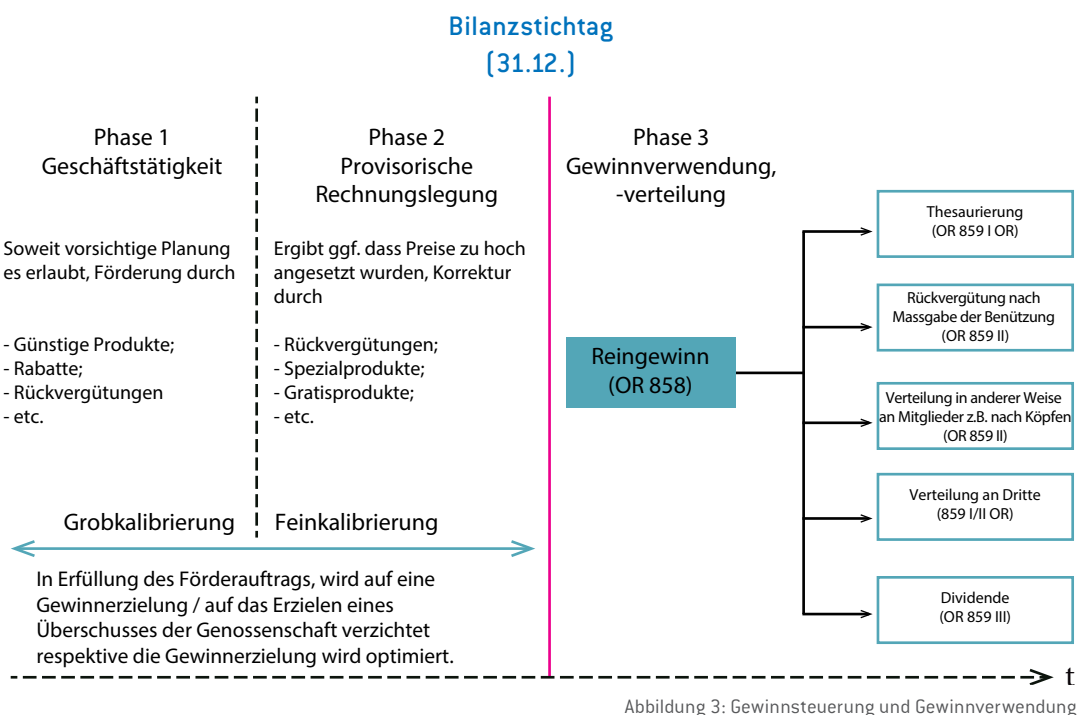 Bilanzstichtag
(31.12.)
Phase 1
Geschäftstätigkeit
Soweit vorsichtige Planung
es erlaubt, Förderung durch
- Günstige Produkte;
- Rabatte;
- Rückvergütungen
- etc.
Grobkalibrierung
Phase 2
Provisorische
Rechnungslegung
Ergibt ggf. dass Preise zu hoch
angesetzt wurden, Korrektur
durch
- Rückvergütungen;
- Spezialprodukte;
- Gratisprodukte;
- etc.
Feinkalibrierung
In Erfüllung des Förderauftrags, wird auf eine
Gewinnerzielung / auf das Erzielen eines
Überschusses der Genossenschaft verzichtet
respektive die Gewinnerzielung wird optimiert.
Phase 3
Gewinnverwendung,
-verteilung
Reingewinn
(OR 858)
Thesaurierung
(OR 859 I OR)
Rückvergütung nach
Massgabe der Benützung
(OR 859 II)
Verteilung in anderer Weise
an Mitglieder z.B. nach Köpfen
(OR 859 II)
Verteilung an Dritte
(859 I/II OR)
Dividende
(OR 859 III)
t
Abbildung 3: Gewinnsteuerung und Gewinnverwendung